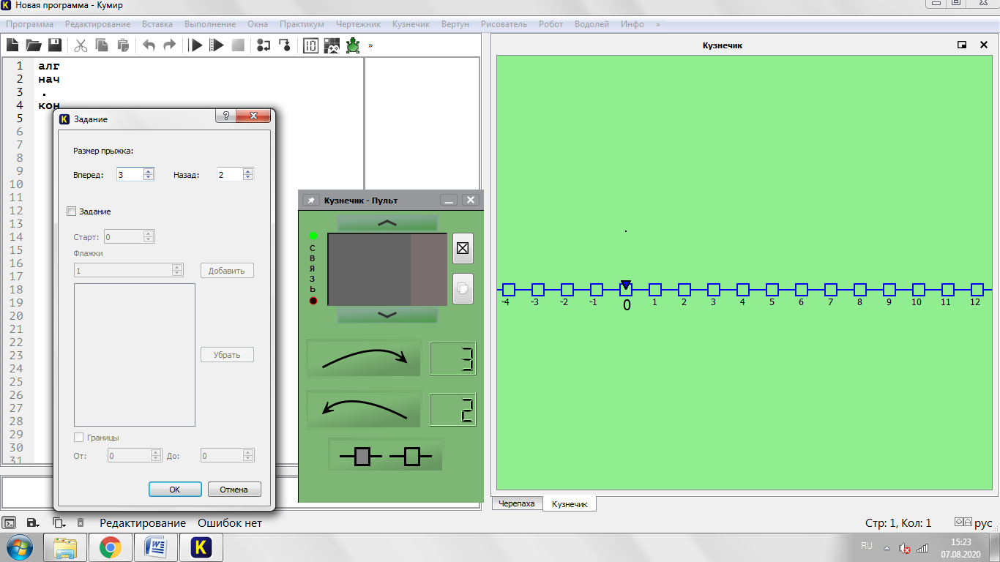 Новая программа - Кумир
Программа Редактирование Вставка Выполнение Окна Практикум Чертежник Кузнечик Вертун Рисователь Робот Водолей Инфо »
»
1 алг
2 нач
3 .
4 кон
5
6
7
8
9
10
11
12
13
14
15
16
17
18
19
20
21
22
23
24
25
26
27
28
29
30
31
Задание
Размер прыжка:
Вперед: 3 Назад: 2
Задание
Старт: 0
Флажки
1 Добавить
Убрать
Границы
От: 0 До: 0
OK Отмена
Кузнечик - Пульт
СВЯЗЬ
3
2
Кузнечик
-4 -3 -2 -1 0 1 2 3 4 5 6 7 8 9 10 11 12
Черепаха Кузнечик
Редактирование Ошибок нет Стр: 1, Кол: 1 рус
RU 15:23
07.08.2020